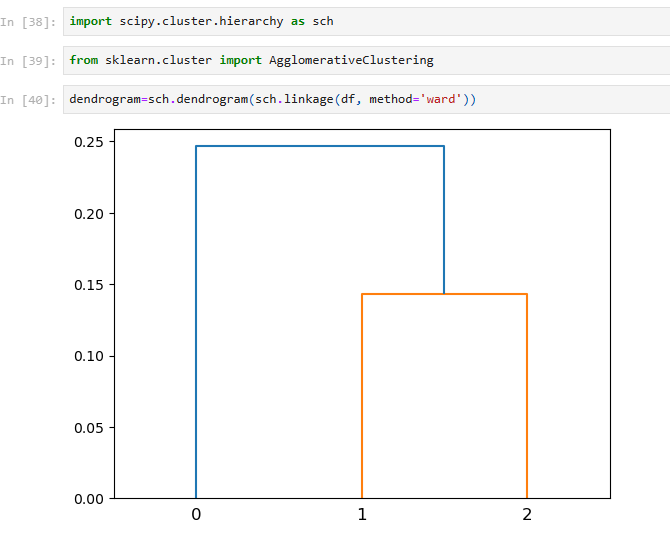 In [38]: import scipy.cluster.hierarchy as sch
In [39]: from sklearn.cluster import AgglomerativeClustering
In [40]: dendrogram=sch.dendrogram(sch.linkage(df, method='ward'))
0.25
0.20
0.15
0.10
0.05
0.00
0 1 2